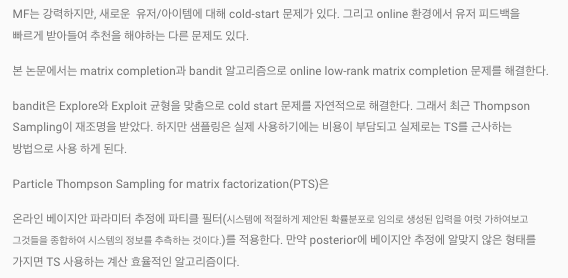 MF는 강력하지만, 새로운 유저/아이템에 대해 cold-start 문제가 있다. 그리고 online 환경에서 유저 피드백을
빠르게 받아들여 추천을 해야하는 다른 문제도 있다.
본 논문에서는 matrix completion과 bandit 알고리즘으로 online low-rank matrix completion 문제를 해결한다.
bandit은 Explore와 Exploit 균형을 맞춤으로 cold start 문제를 자연적으로 해결한다. 그래서 최근 Thompson
Sampling이 재조명을 받았다. 하지만 샘플링은 실제 사용하기에는 비용이 부담되고 실제로는 TS를 근사하는
방법으로 사용 하게 된다.
Particle Thompson Sampling for matrix factorization(PTS)은
온라인 베이지안 파라미터 추정에 파티클 필터(시스템에 적절하게 제안된 확률분포로 임의로 생성된 입력을 여럿 가하여보고
그것들을 종합하여 시스템의 정보를 추측하는 것이다.)를 적용한다. 만약 posterior에 베이지안 추정에 알맞지 않은 형태를
가지면 TS 사용하는 계산 효율적인 알고리즘이다.